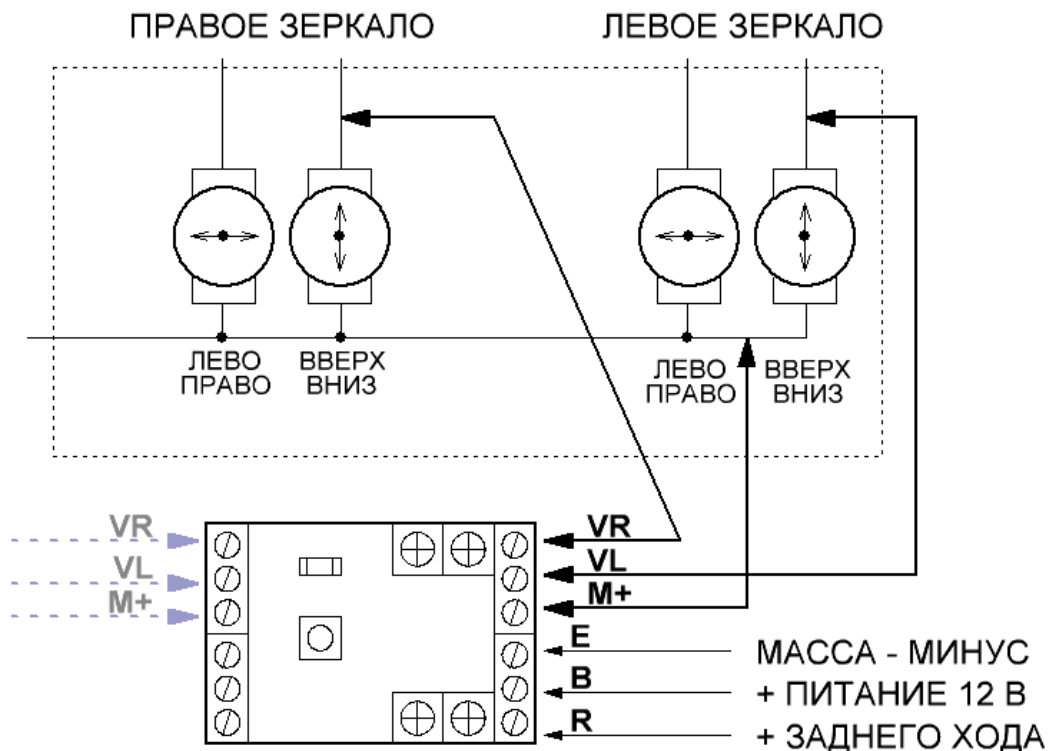 ПРАВОЕ ЗЕРКАЛО
ЛЕВОЕ ЗЕРКАЛО
ЛЕВО
ПРАВО
ВВЕРХ
ВНИЗ
ЛЕВО
ПРАВО
ВВЕРХ
ВНИЗ
VR
VL
M+
VR
VL
M+
E
B
R
МАССА - МИНУС
+ ПИТАНИЕ 12 В
+ ЗАДНЕГО ХОДА